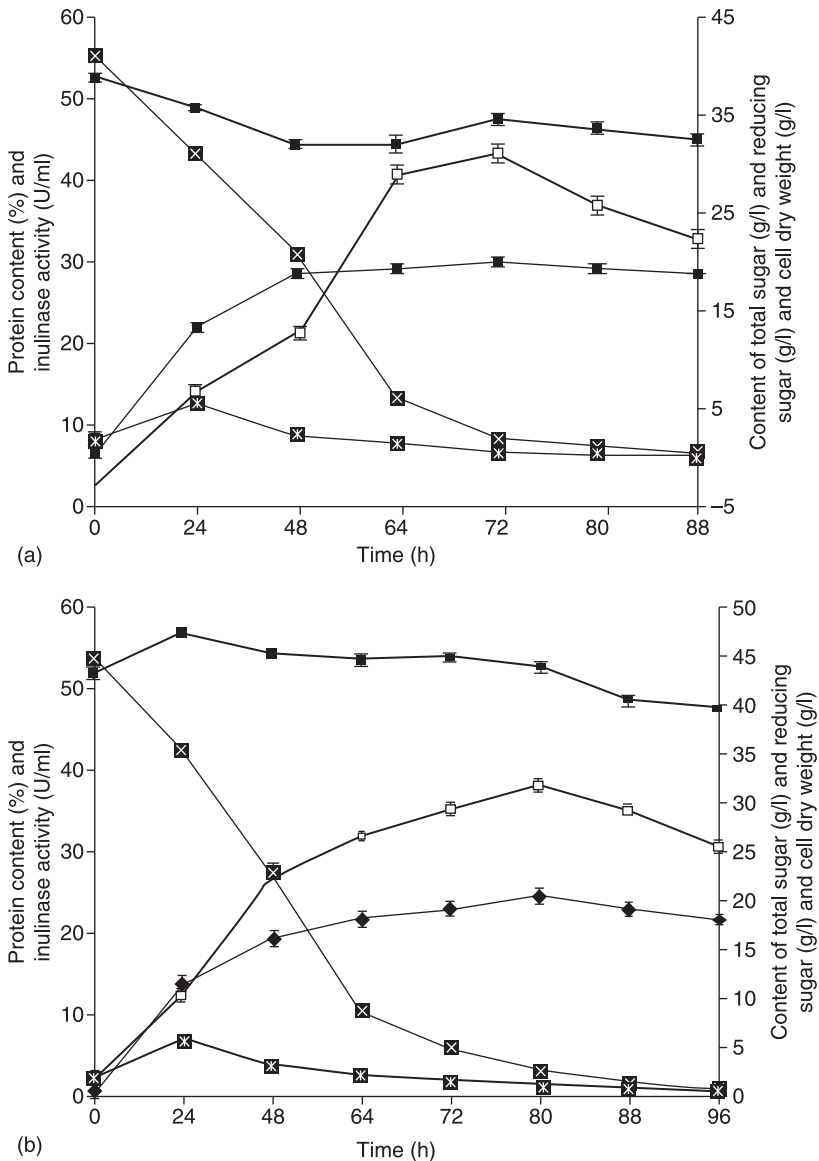 60
50
40
30
20
10
0
Protein content (%) and
inulinase activity (U/ml)
45
35
25
15
5
–5
Content of total sugar (g/l) and reducing
sugar (g/l) and cell dry weight (g/l)
0 24 48 64 72 80 88
(a)
Time (h)
60
50
40
30
20
10
0
Protein content (%) and
inulinase activity (U/ml)
50
45
40
35
30
25
20
15
10
5
0
Content of total sugar (g/l) and reducing
sugar (g/l) and cell dry weight (g/l)
0 24 48 64 72 80 88 96
(b)
Time (h)